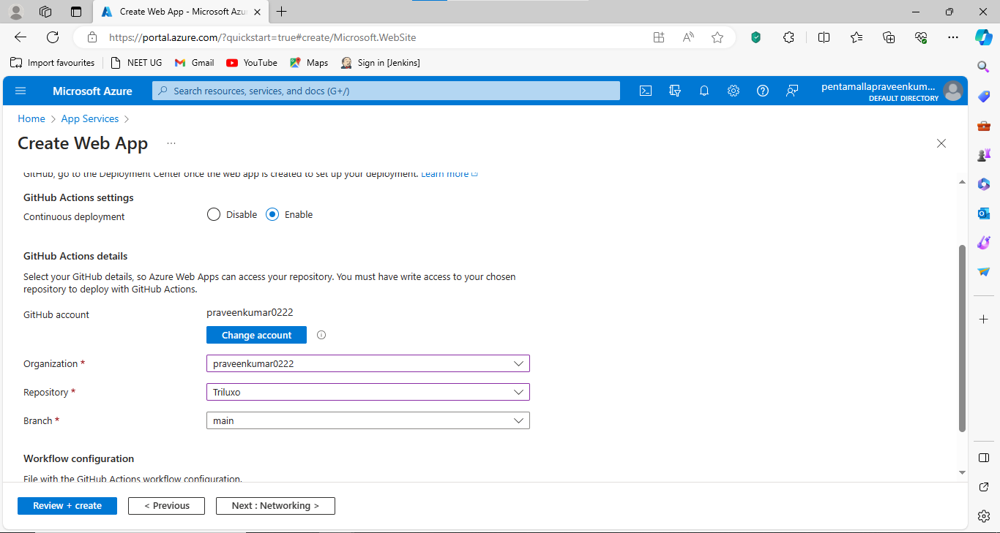 Create Web App - Microsoft Azu
https://portal.azure.com/?quickstart=true#create/Microsoft.WebSite
Import favourites
NEET UG
Gmail
YouTube
Maps
Sign in [Jenkins]
Microsoft Azure
Search resources, services, and docs (G+/)
pentamallapraveenkum...
DEFAULT DIRECTORY
Home > App Services >
Create Web App ...
GitHub, go to the Deployment Center once the web app is created to set up your deployment. Learn more
GitHub Actions settings
Continuous deployment
Disable
Enable
GitHub Actions details
Select your GitHub details, so Azure Web Apps can access your repository. You must have write access to your chosen
repository to deploy with GitHub Actions.
GitHub account
praveenkumar0222
Change account
Organization *
praveenkumar0222
Repository *
Triluxo
Branch *
main
Workflow configuration
File with the GitHub Actions workflow configuration.
Review + create
< Previous
Next : Networking >